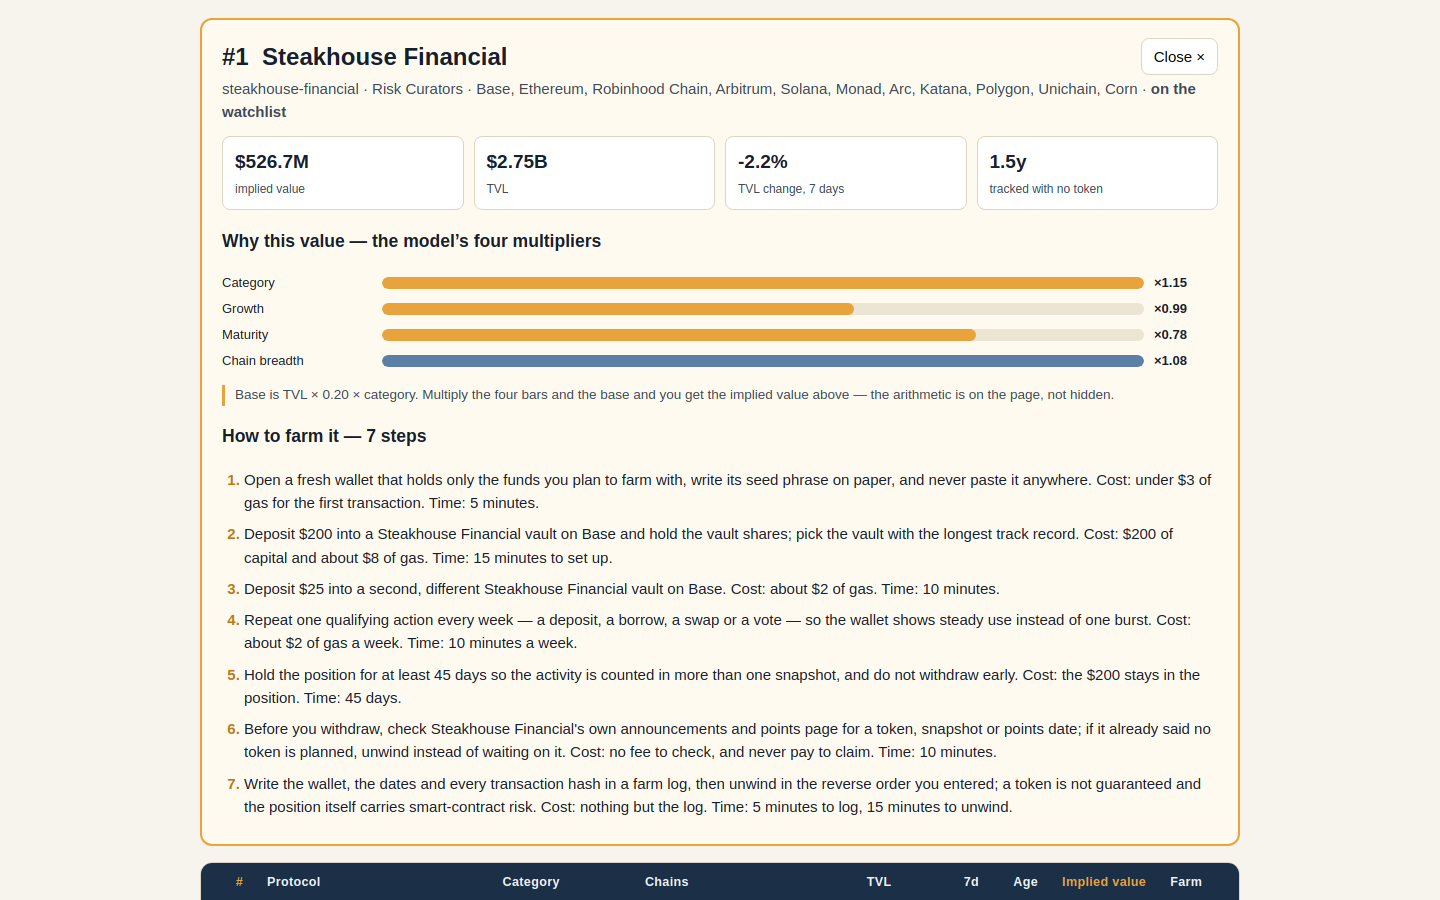 #1 Steakhouse Financial
Close ×
steakhouse-financial · Risk Curators · Base, Ethereum, Robinhood Chain, Arbitrum, Solana, Monad, Arc, Katana, Polygon, Unichain, Corn · on the
watchlist
$526.7M
implied value
$2.75B
TVL
-2.2%
TVL change, 7 days
1.5y
tracked with no token
Why this value — the model’s four multipliers
Category ×1.15
Growth ×0.99
Maturity ×0.78
Chain breadth ×1.08
Base is TVL × 0.20 × category. Multiply the four bars and the base and you get the implied value above — the arithmetic is on the page, not hidden.
How to farm it — 7 steps
1. Open a fresh wallet that holds only the funds you plan to farm with, write its seed phrase on paper, and never paste it anywhere. Cost: under $3 of
gas for the first transaction. Time: 5 minutes.
2. Deposit $200 into a Steakhouse Financial vault on Base and hold the vault shares; pick the vault with the longest track record. Cost: $200 of
capital and about $8 of gas. Time: 15 minutes to set up.
3. Deposit $25 into a second, different Steakhouse Financial vault on Base. Cost: about $2 of gas. Time: 10 minutes.
4. Repeat one qualifying action every week — a deposit, a borrow, a swap or a vote — so the wallet shows steady use instead of one burst. Cost:
about $2 of gas a week. Time: 10 minutes a week.
5. Hold the position for at least 45 days so the activity is counted in more than one snapshot, and do not withdraw early. Cost: the $200 stays in the
position. Time: 45 days.
6. Before you withdraw, check Steakhouse Financial's own announcements and points page for a token, snapshot or points date; if it already said no
token is planned, unwind instead of waiting on it. Cost: no fee to check, and never pay to claim. Time: 10 minutes.
7. Write the wallet, the dates and every transaction hash in a farm log, then unwind in the reverse order you entered; a token is not guaranteed and
the position itself carries smart-contract risk. Cost: nothing but the log. Time: 5 minutes to log, 15 minutes to unwind.
# Protocol Category Chains TVL 7d Age Implied value Farm